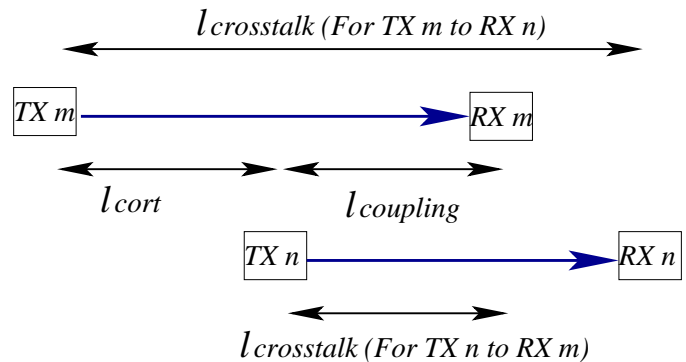 l crosstalk (For TX m to RX n)
TX m
RX m
l cort
l coupling
TX n
RX n
l crosstalk (For TX n to RX m)